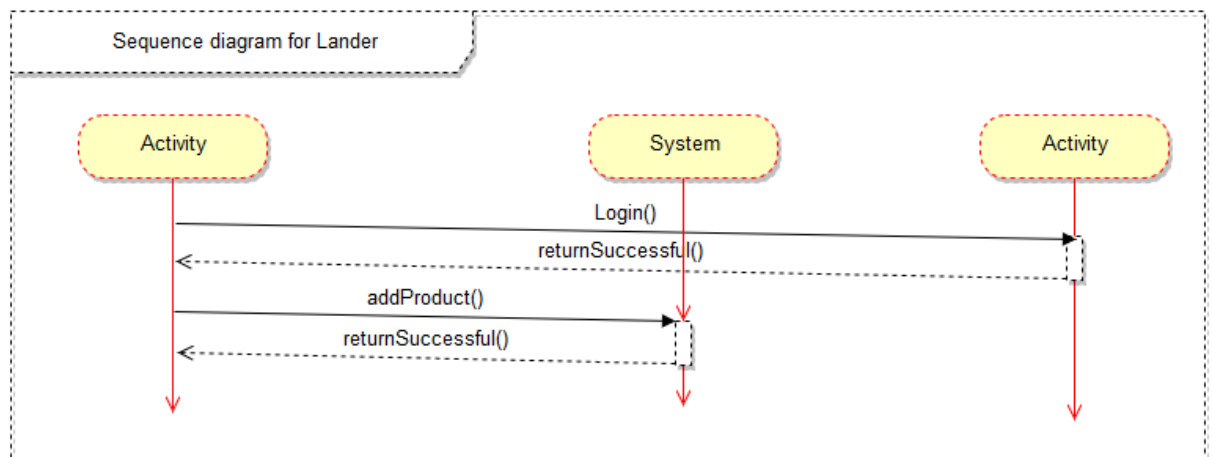 Sequence diagram for Lander
Activity
System
Activity
Login()
returnSuccessful()
addProduct()
returnSuccessful()